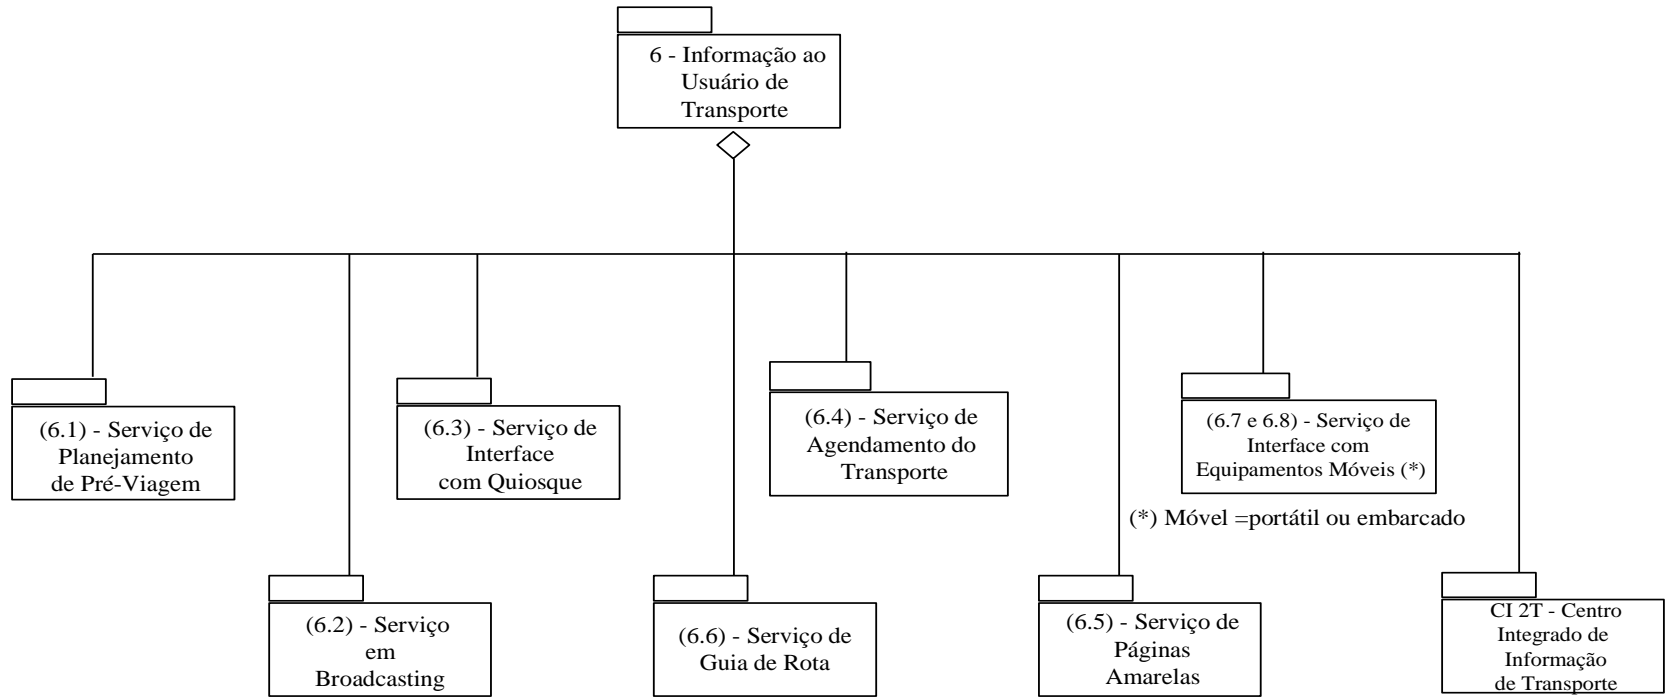 6 - Informação ao
Usuário de
Transporte
(6.1) - Serviço de
Planejamento
de Pré-Viagem
(6.3) - Serviço de
Interface
com Quiosque
(6.4) - Serviço de
Agendamento do
Transporte
(6.7 e 6.8) - Serviço de
Interface com
Equipamentos Móveis (*)
(*) Móvel =portátil ou embarcado
(6.2) - Serviço
em
Broadcasting
(6.6) - Serviço de
Guia de Rota
(6.5) - Serviço de
Páginas
Amarelas
CI 2T - Centro
Integrado de
Informação
de Transporte